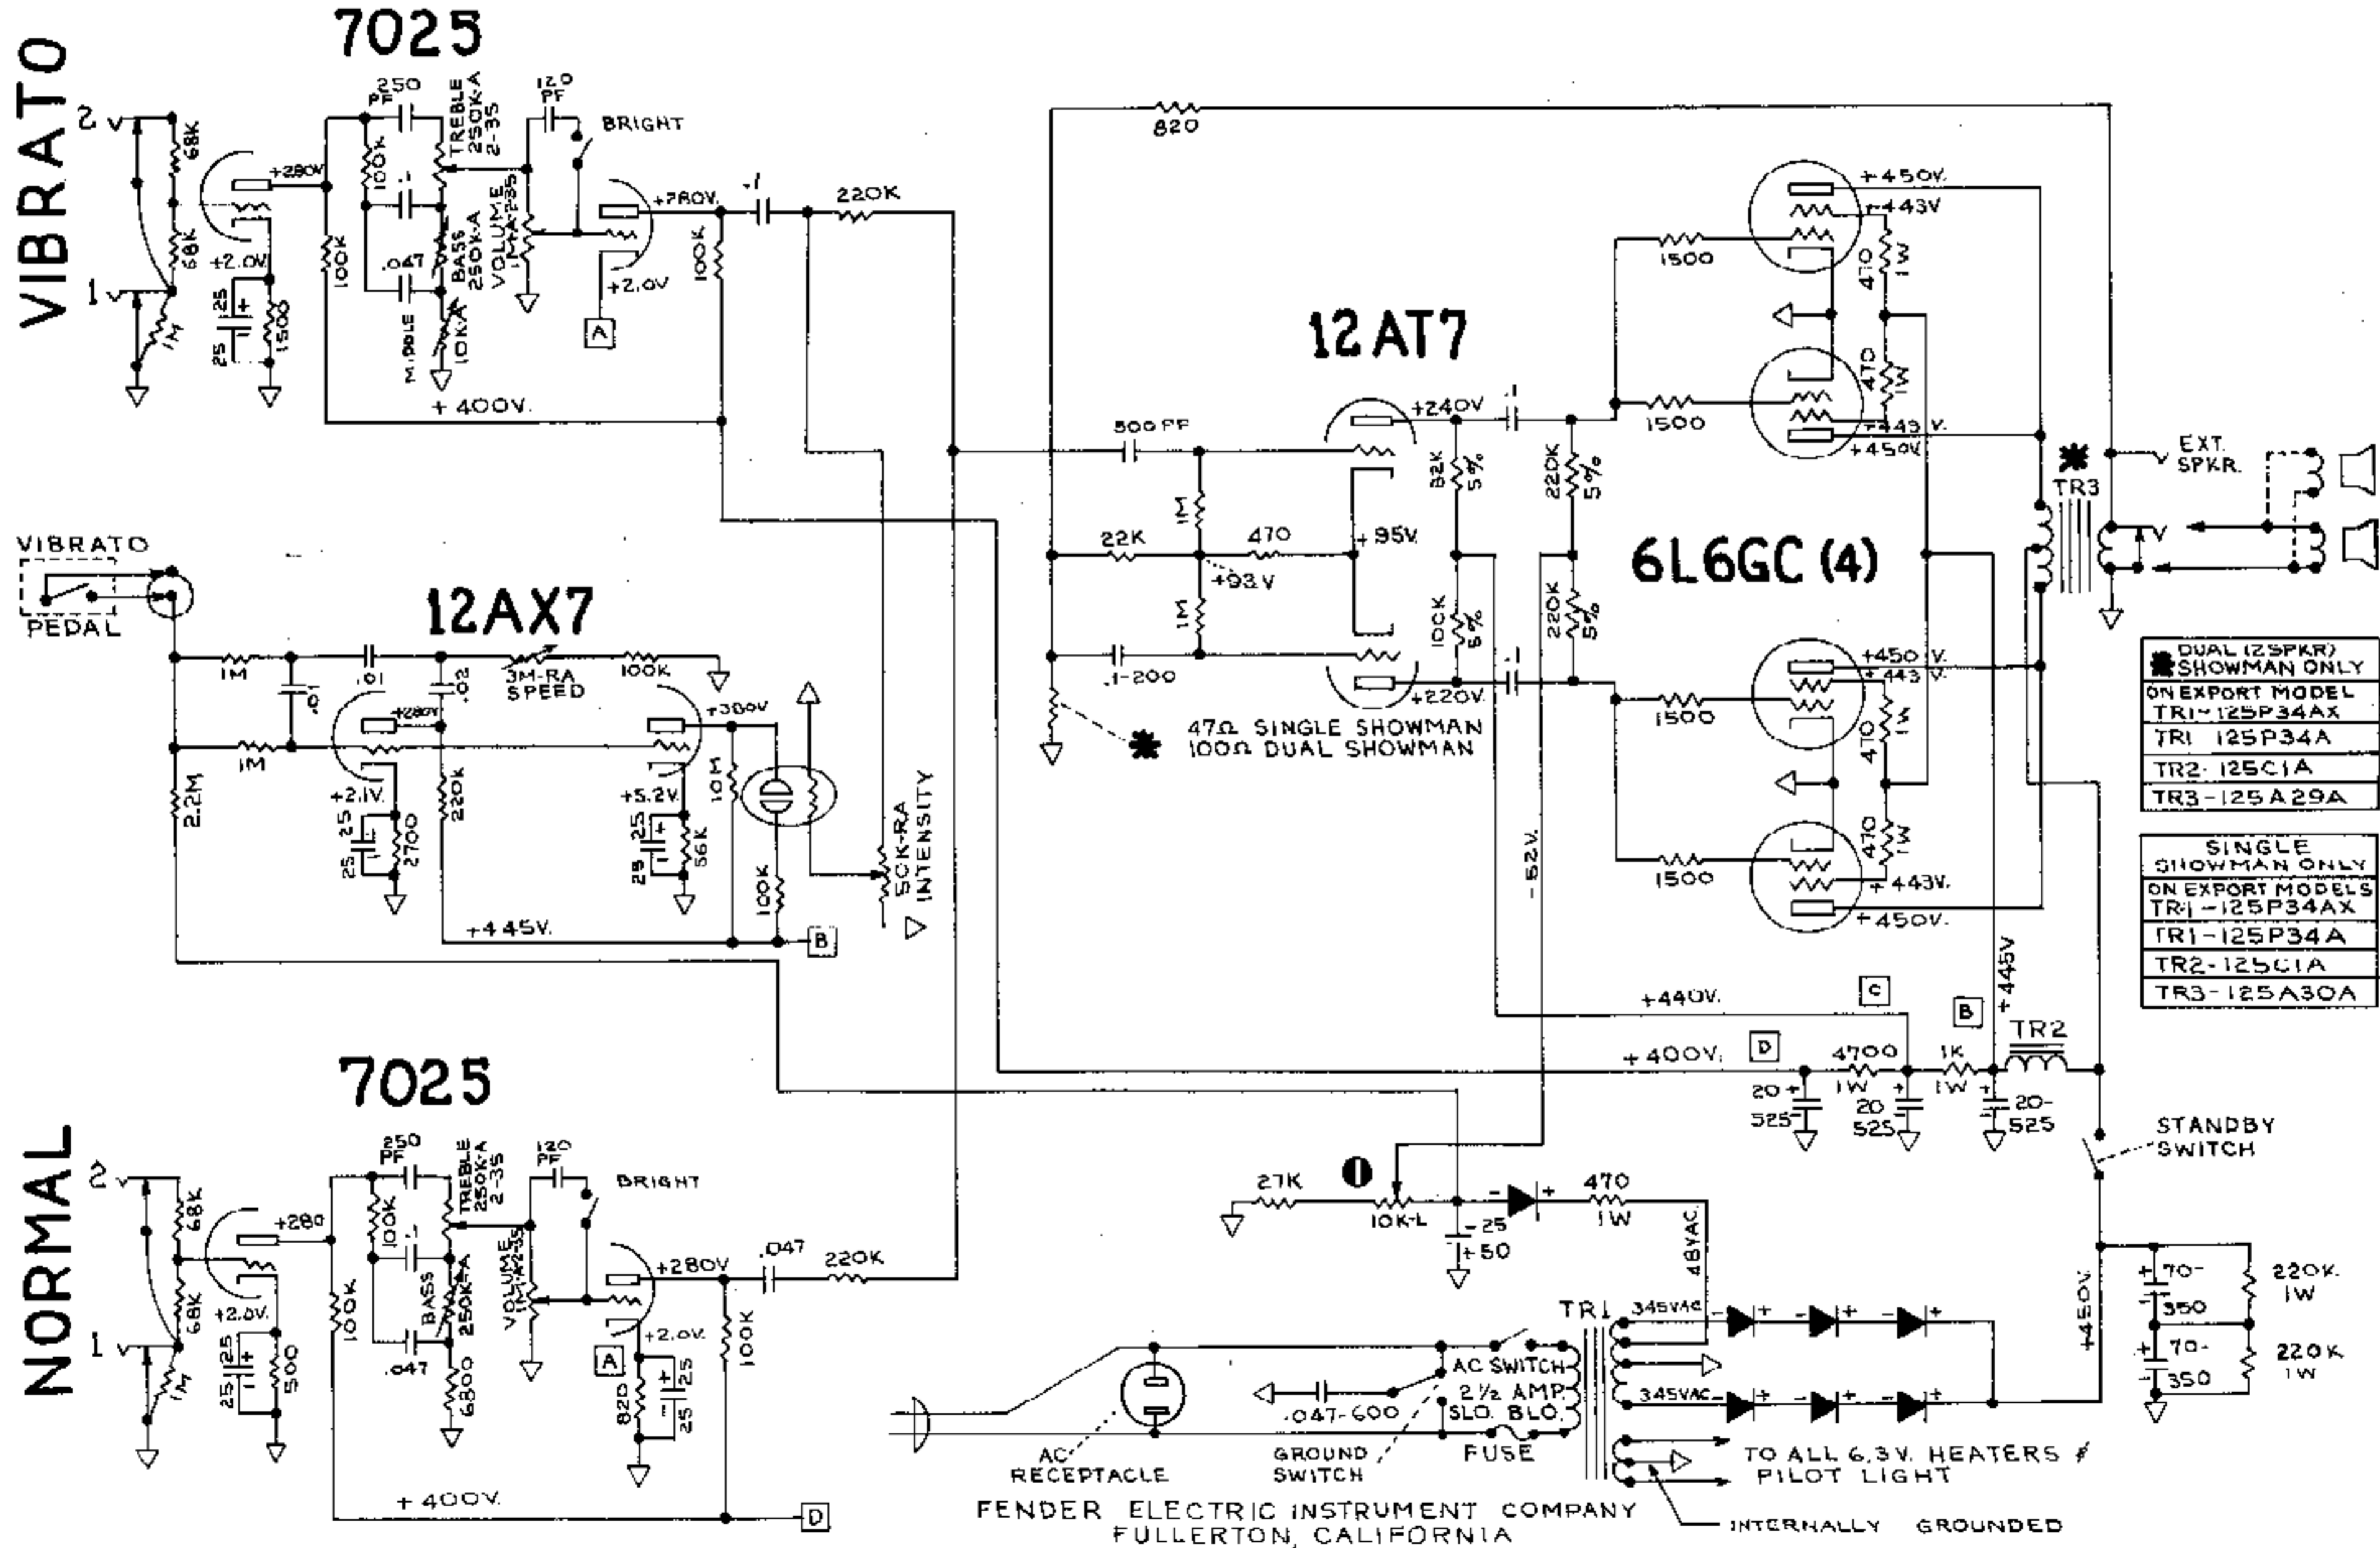 VIBRATO
7025
2
1
68K
68K
1M
+280V
+2.0V.
25
25
1500
100K
250
PF
100K
.1
.047
TREBLE
250K-A
2-35
BASS
250K-A
MIDDLE
10K-A
VOLUME
120
PF
BRIGHT
+280V.
+2.0V
A
100K
.1
220K
+400V.
VIBRATO
PEDAL
12AX7
1M
.01
.01
.02
3M-RA
SPEED
100K
1M
2.2M
+280V
+2.1V.
25
25
2700
220K
+380V
+5.2V.
25
25
56K
10M
100K
50K-RA
INTENSITY
+445V.
B
NORMAL
7025
2
1
68K
68K
1M
+280
+2.0V.
25
25
1500
100K
250
PF
100K
.1
.047
TREBLE
250K-A
2-35
BASS
250K-A
6800
VOLUME
120
PF
BRIGHT
+280V
+2.0V.
A
820
25
25
100K
.047
220K
+400V.
D
820
12AT7
500 PF
1M
22K
470
+93V
+95V.
1M
.1-200
+240V
+220V.
82K
5%
100K
5%
.1
.1
220K
5%
220K
5%
47Ω SINGLE SHOWMAN
100Ω DUAL SHOWMAN
-52V.
6L6GC (4)
1500
1500
1500
1500
+450V.
+443V
470
1W
470
1W
+443V.
+450V
+450V.
+443V.
470
1W
470
1W
+443V.
+450V.
TR3
EXT.
SPKR.
DUAL (2SPKR)
SHOWMAN ONLY
ON EXPORT MODEL
TR1-125P34AX
TR1 125P34A
TR2-125C1A
TR3-125A29A
SINGLE
SHOWMAN ONLY
ON EXPORT MODELS
TR1-125P34AX
TR1-125P34A
TR2-125C1A
TR3-125A30A
+445V
+440V.
C
B
TR2
+400V.
D
4700
1W
1K
1W
20
525
20
525
20-
525
STANDBY
SWITCH
27K
10K-L
-25
+50
470
1W
48VAC.
TR1
345VAC
345VAC
+450V.
70-
350
70-
350
220K
1W
220K
1W
AC SWITCH
2½ AMP.
SLO. BLO.
FUSE
.047-600
GROUND
SWITCH
AC
RECEPTACLE
TO ALL 6.3V. HEATERS &
PILOT LIGHT
INTERNALLY GROUNDED
FENDER ELECTRIC INSTRUMENT COMPANY
FULLERTON, CALIFORNIA